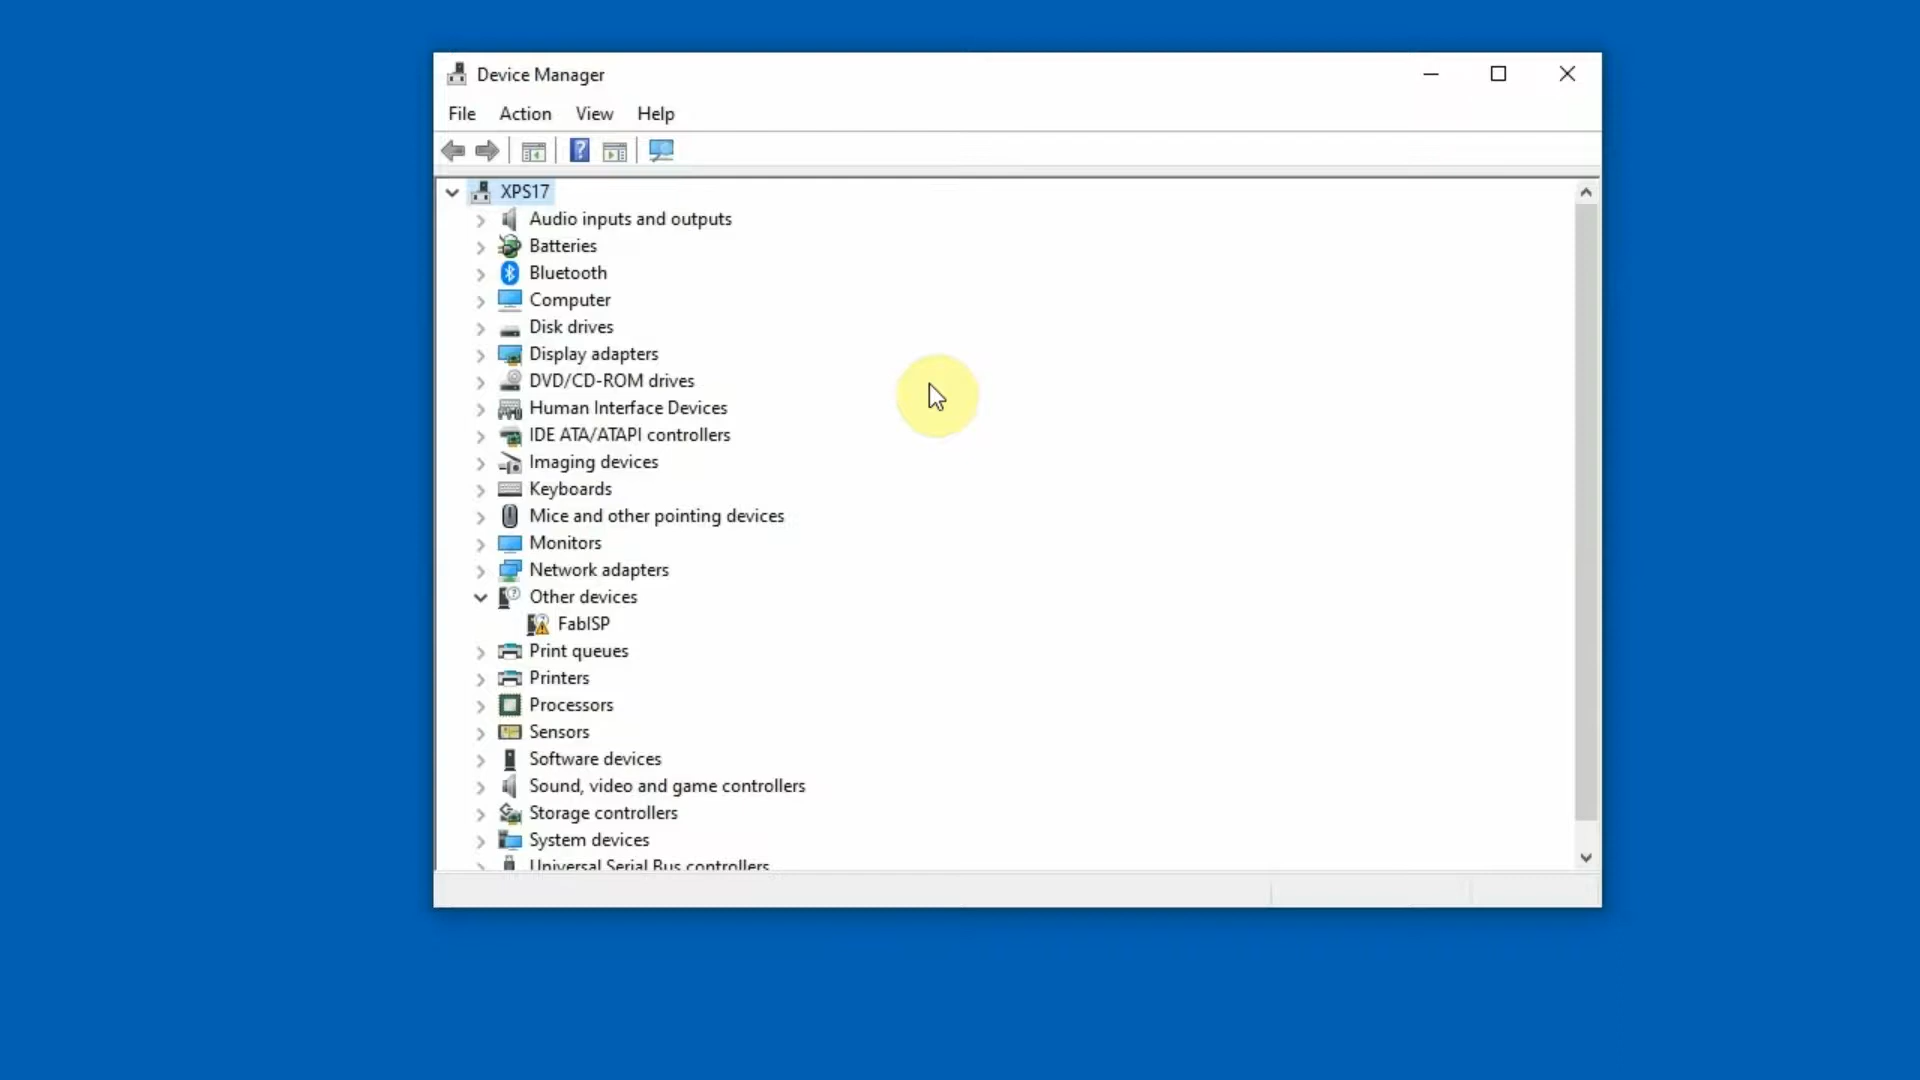 Device Manager
File Action View Help
?
XPS17
Audio inputs and outputs
Batteries
Bluetooth
Computer
Disk drives
Display adapters
DVD/CD-ROM drives
Human Interface Devices
IDE ATA/ATAPI controllers
Imaging devices
Keyboards
Mice and other pointing devices
Monitors
Network adapters
Other devices
FabISP
Print queues
Printers
Processors
Sensors
Software devices
Sound, video and game controllers
Storage controllers
System devices
Universal Serial Bus controllers